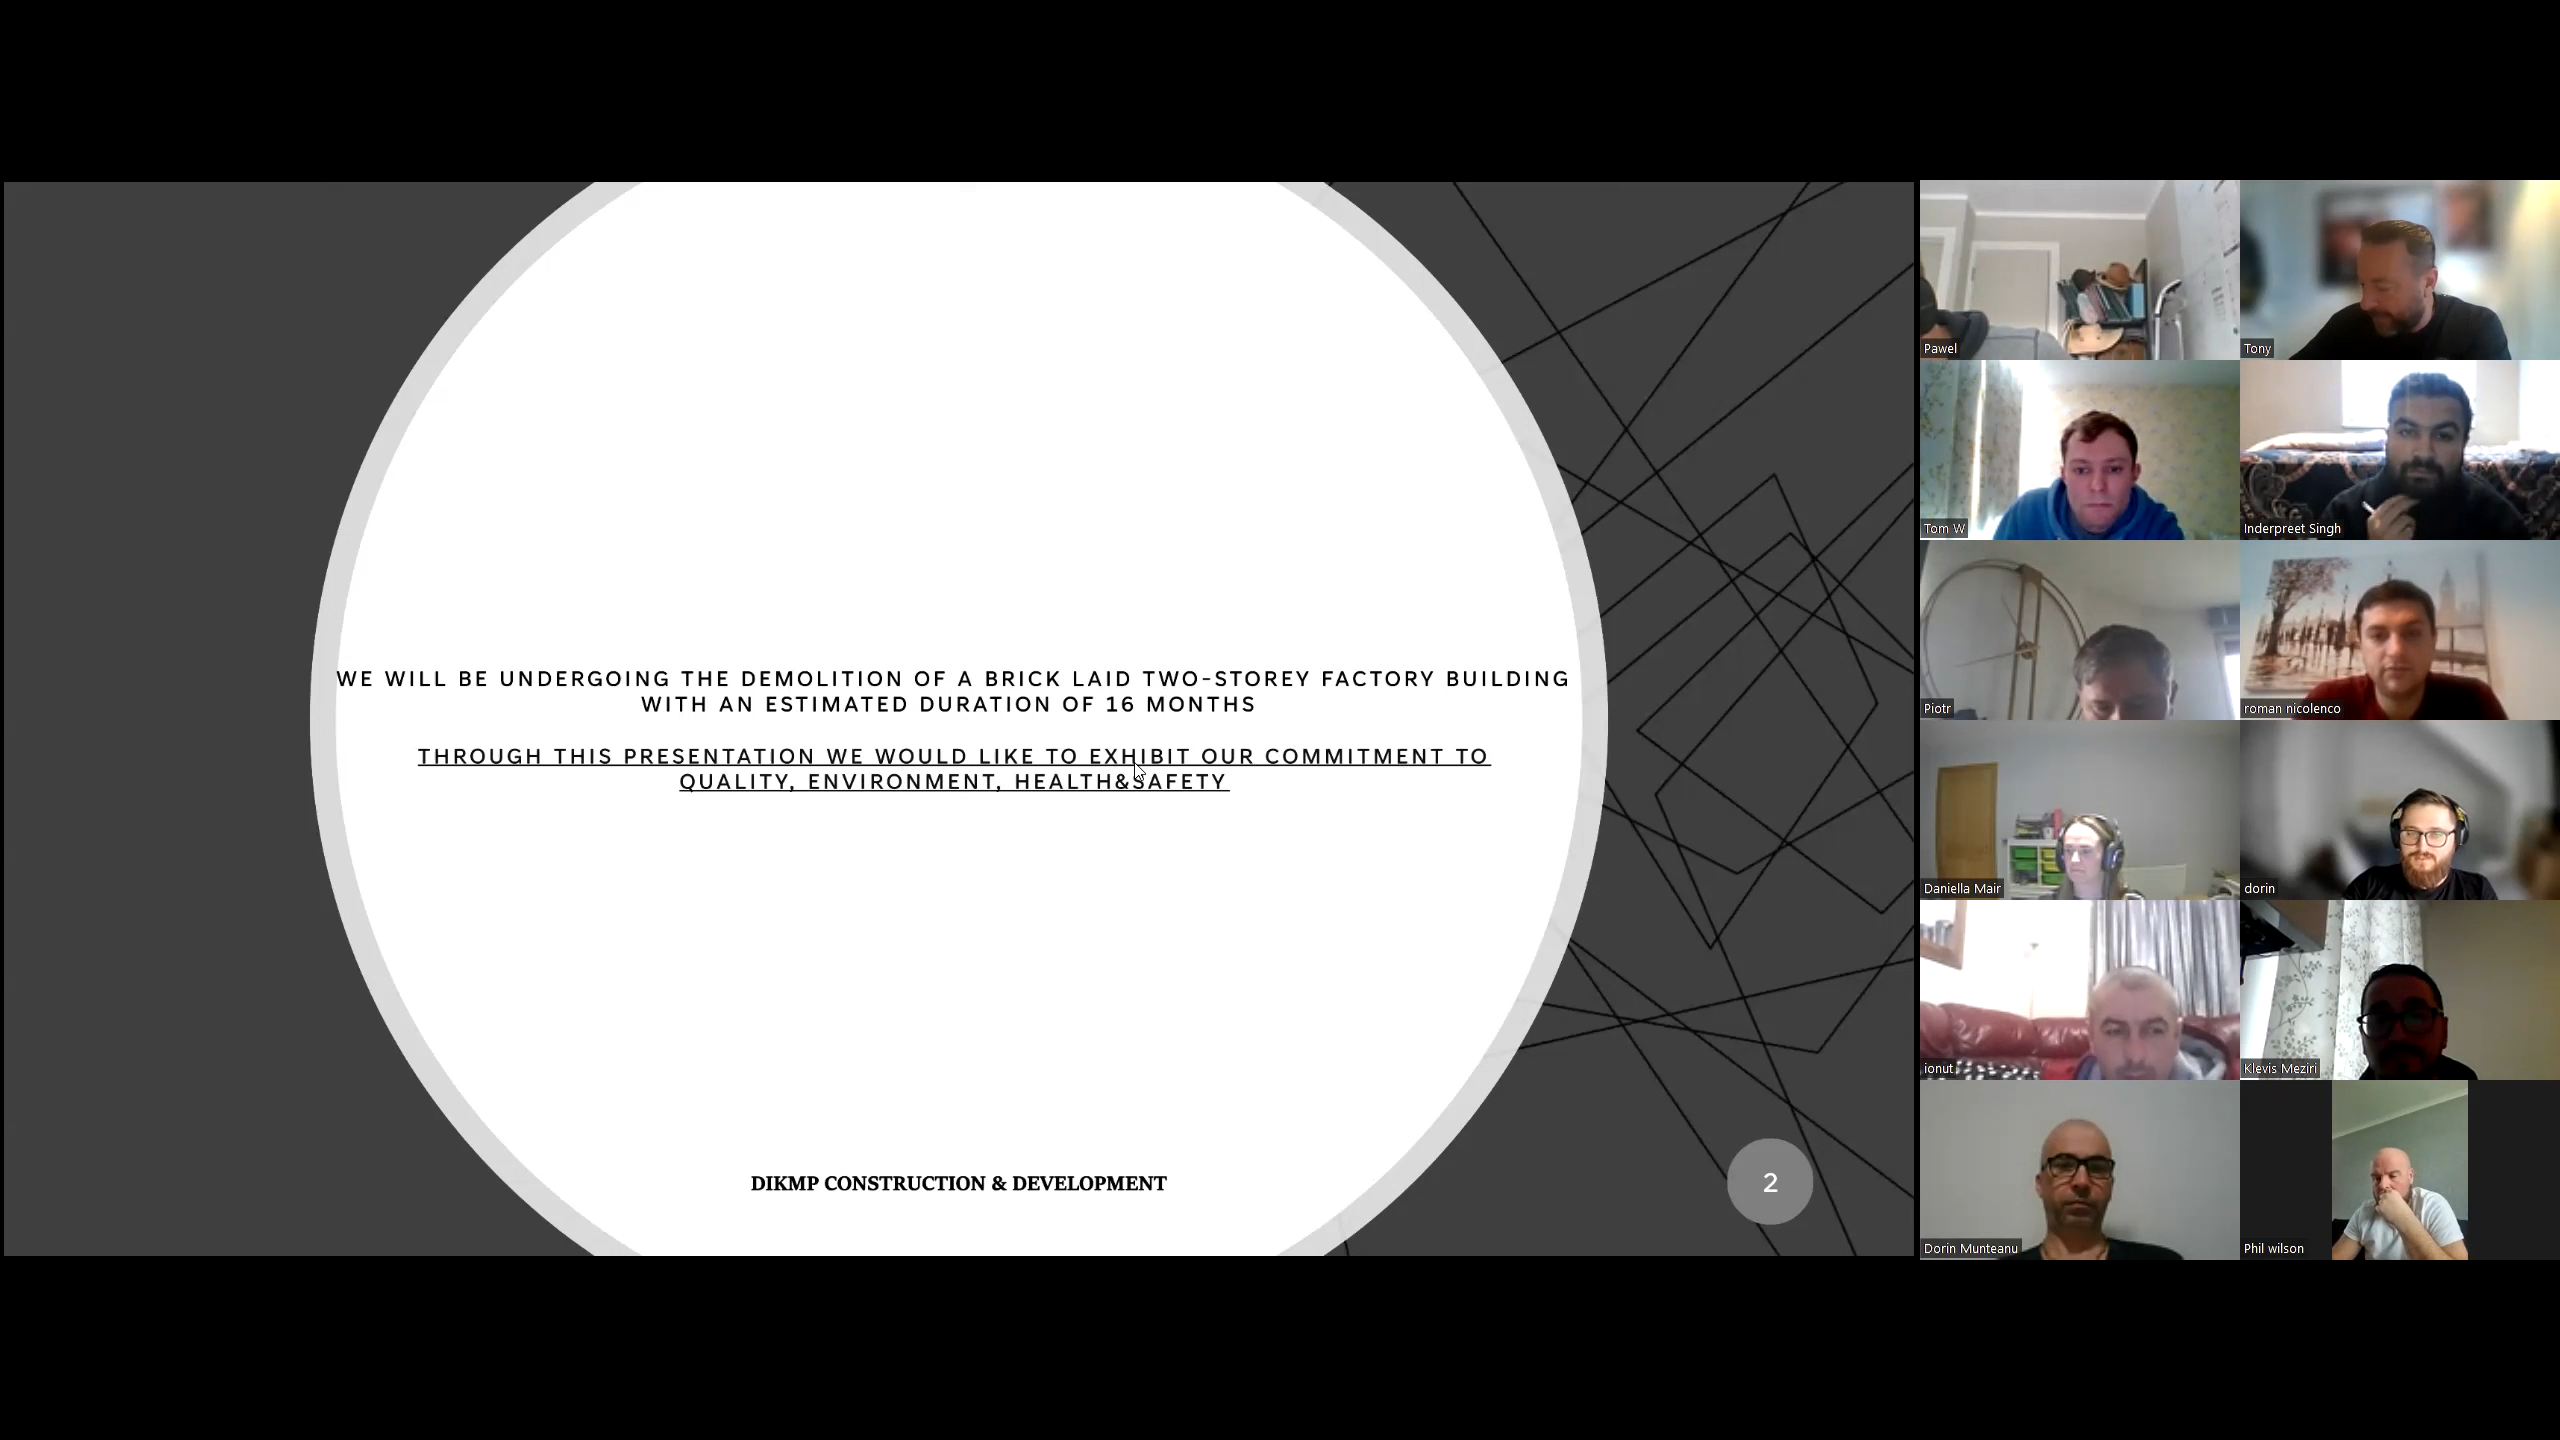 WE WILL BE UNDERGOING THE DEMOLITION OF A BRICK LAID TWO-STOREY FACTORY BUILDING
WITH AN ESTIMATED DURATION OF 16 MONTHS
THROUGH THIS PRESENTATION WE WOULD LIKE TO EXHIBIT OUR COMMITMENT TO
QUALITY, ENVIRONMENT, HEALTH&SAFETY
DIKMP CONSTRUCTION & DEVELOPMENT
2
Pawel
Tony
Tom W
Inderpreet Singh
Piotr
roman nicolenco
Daniella Mair
dorin
ionut
Klevis Meziri
Dorin Munteanu
Phil wilson